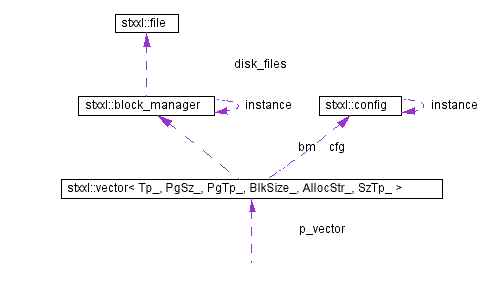 stxxl::file
disk_files
stxxl::block_manager
instance
stxxl::config
instance
bm
cfg
stxxl::vector< Tp_, PgSz_, PgTp_, BlkSize_, AllocStr_, SzTp_ >
p_vector